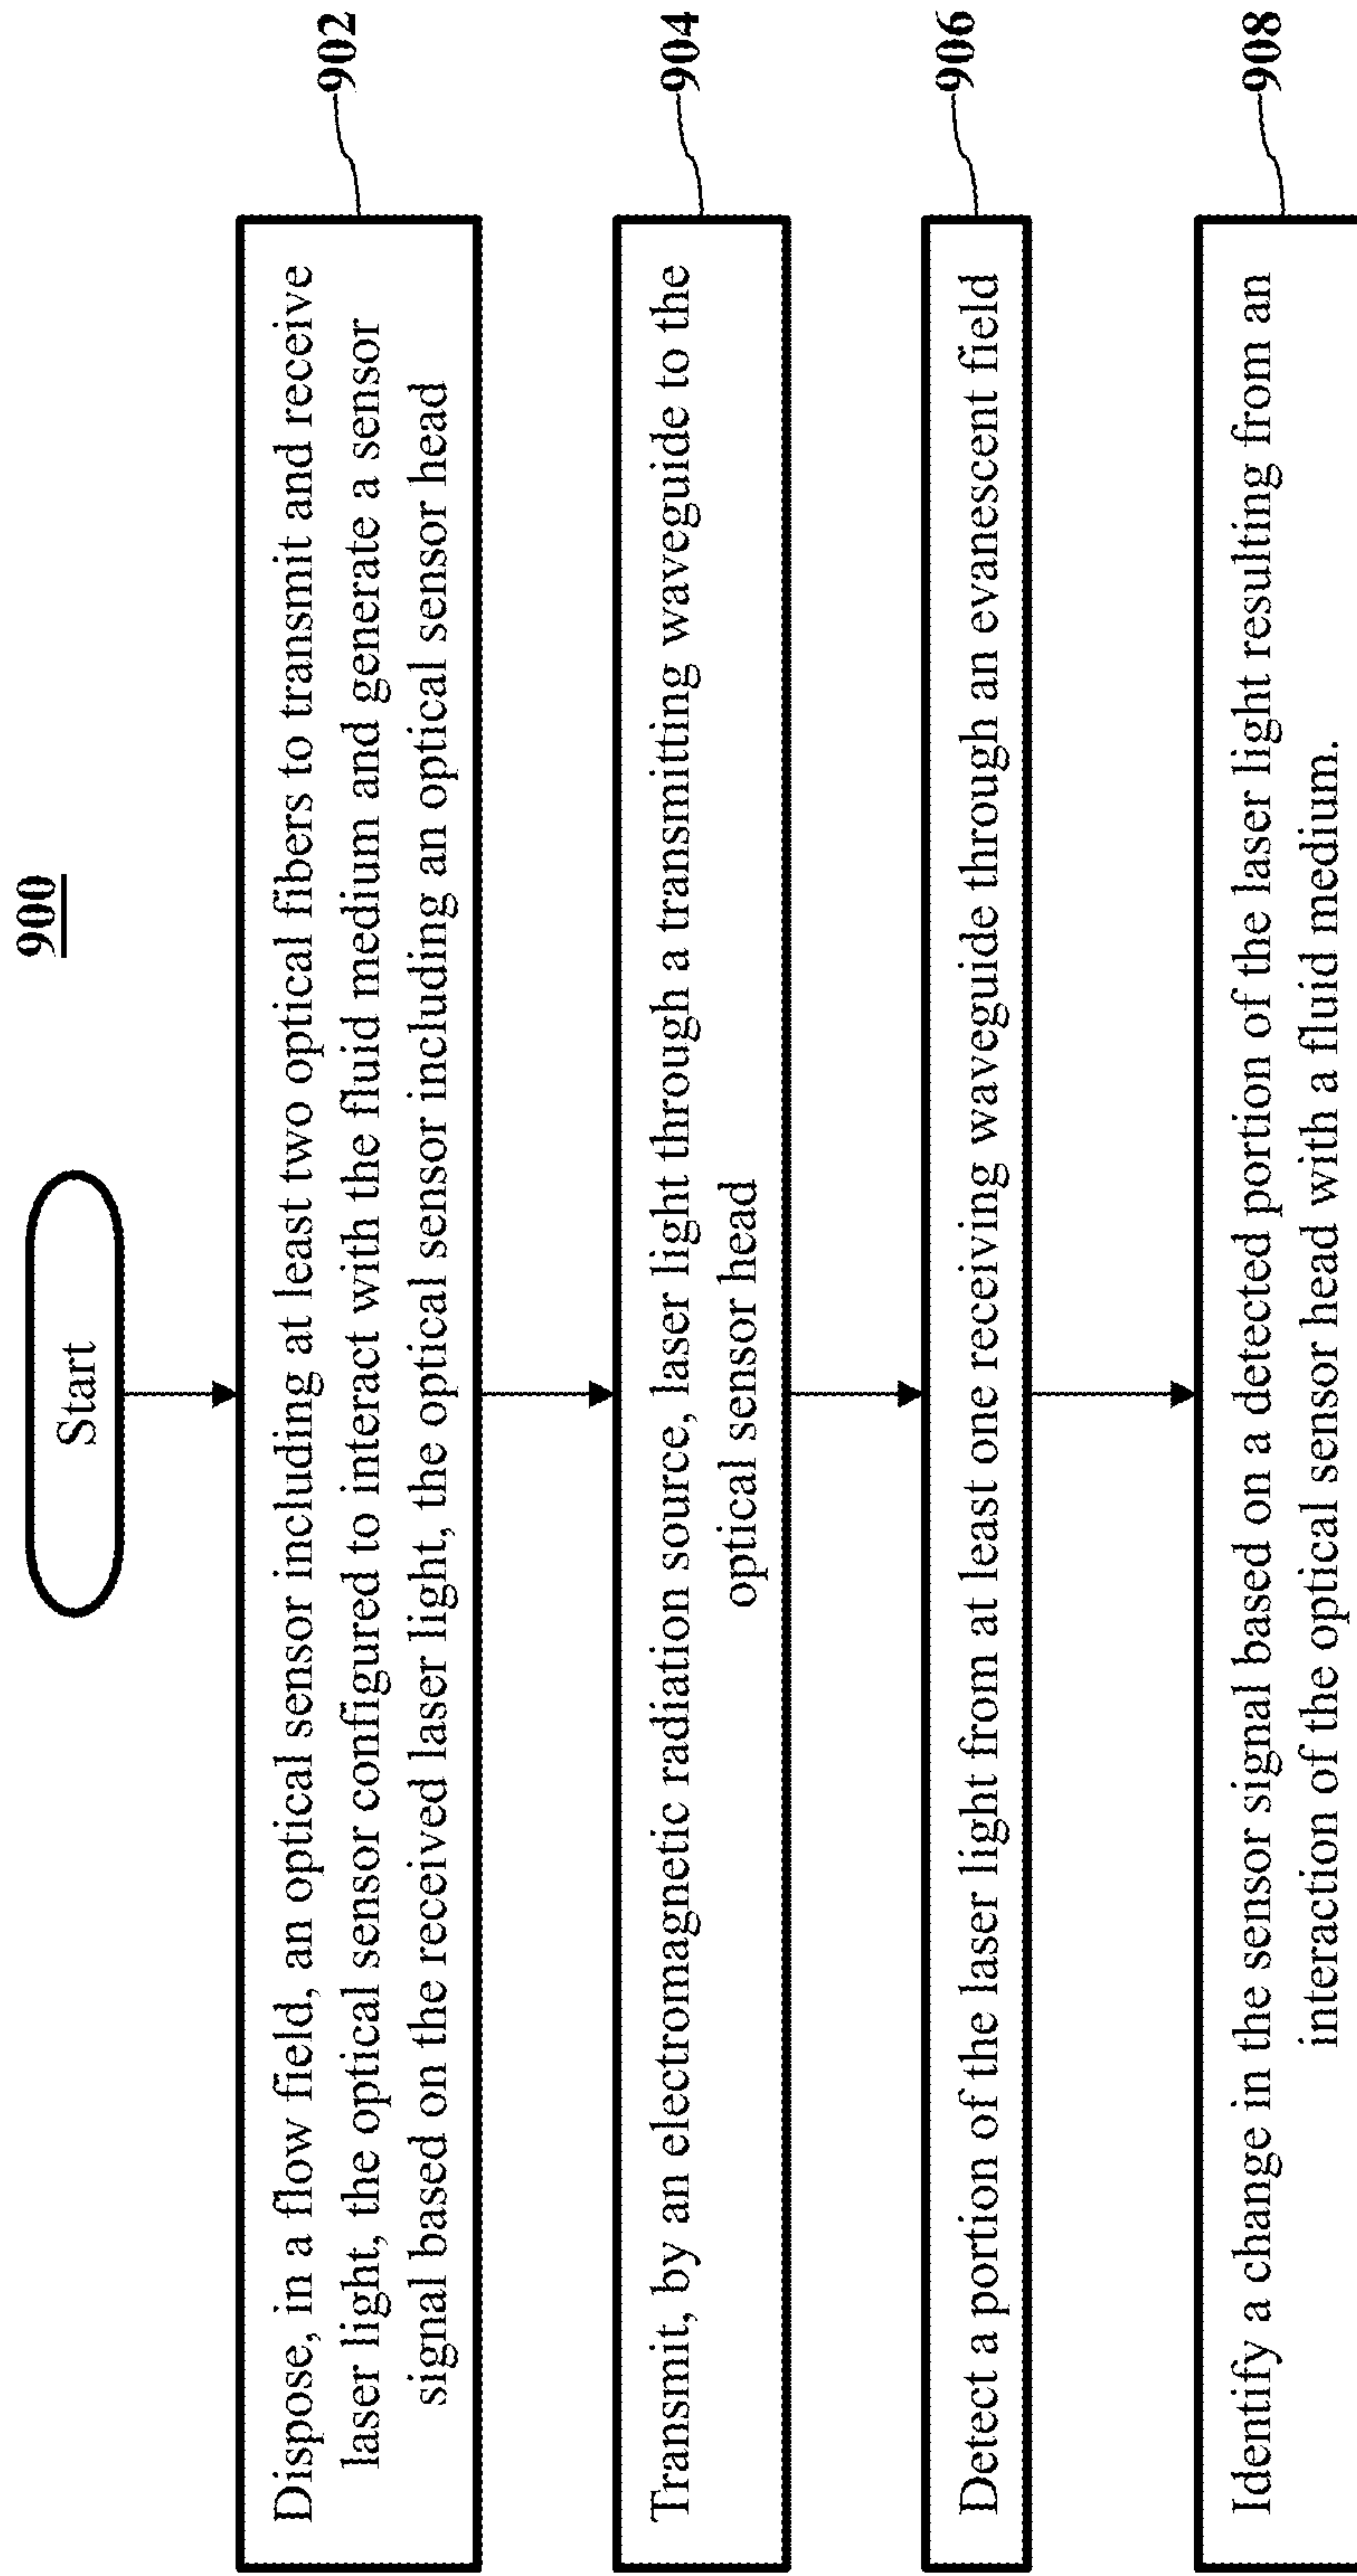 900
Start
Dispose, in a flow field, an optical sensor including at least two optical fibers to transmit and receive
laser light, the optical sensor configured to interact with the fluid medium and generate a sensor
signal based on the received laser light, the optical sensor including an optical sensor head
902
Transmit, by an electromagnetic radiation source, laser light through a transmitting waveguide to the
optical sensor head
904
Detect a portion of the laser light from at least one receiving waveguide through an evanescent field
906
Identify a change in the sensor signal based on a detected portion of the laser light resulting from an
interaction of the optical sensor head with a fluid medium.
908